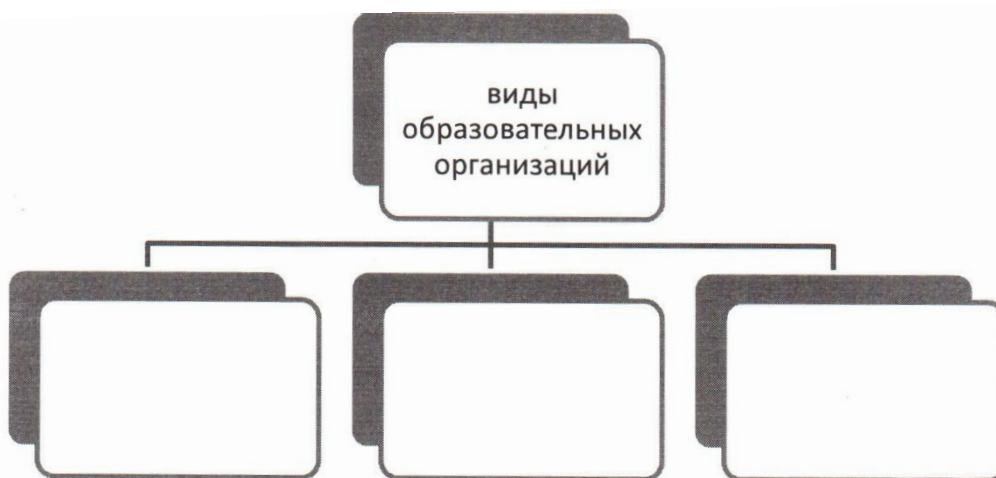 виды
образовательных
организаций